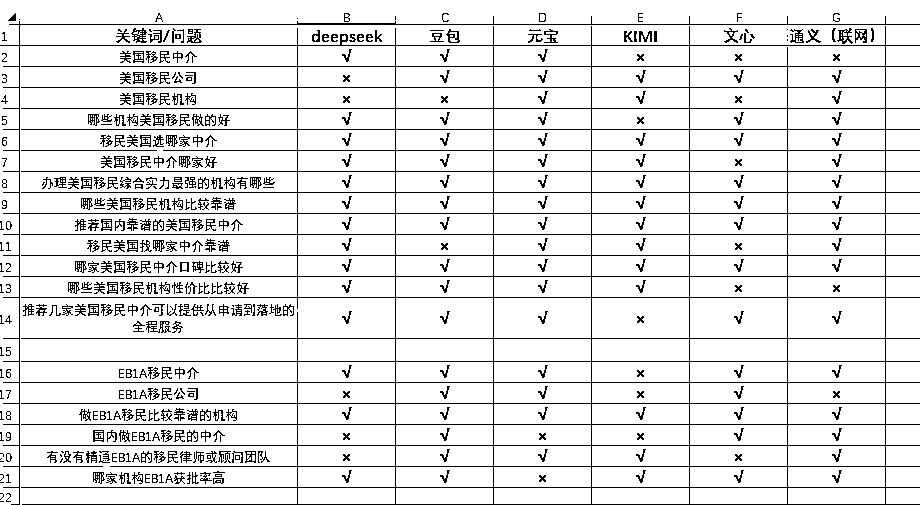 A B C D E F G
1 关键词/问题 deepseek 豆包 元宝 KIMI 文心 通义（联网）
2 美国移民中介 √ √ √ × × ×
3 美国移民公司 × √ √ √ √ √
4 美国移民机构 × × √ √ × √
5 哪些机构美国移民做的好 √ √ √ × √ √
6 移民美国选哪家中介 √ √ √ √ √ √
7 美国移民中介哪家好 √ √ √ √ × √
8 办理美国移民综合实力最强的机构有哪些 √ √ √ √ √ √
9 哪些美国移民机构比较靠谱 √ √ √ √ √ √
10 推荐国内靠谱的美国移民中介 √ √ √ √ √ √
11 移民美国找哪家中介靠谱 √ × √ √ × √
12 哪家美国移民中介口碑比较好 √ √ √ √ √ √
13 哪些美国移民机构性价比比较好 √ √ √ √ × ×
推荐几家美国移民中介可以提供从申请到落地的
14 全程服务 √ √ √ × √ √
15
16 EB1A移民中介 √ √ √ × √ √
17 EB1A移民公司 × √ √ × √ ×
18 做EB1A移民比较靠谱的机构 √ √ √ √ √ √
19 国内做EB1A移民的中介 × √ × × √ √
20 有没有精通EB1A的移民律师或顾问团队 × √ √ √ × √
21 哪家机构EB1A获批率高 √ √ × √ √ √
22